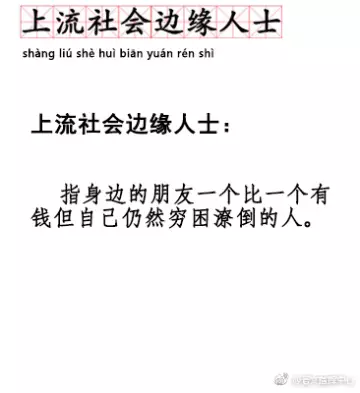 上流社会边缘人士
shàng liú shè huì biān yuán rén shì
上流社会边缘人士：
指身边的朋友一个比一个有
钱但自己仍然穷困潦倒的人。